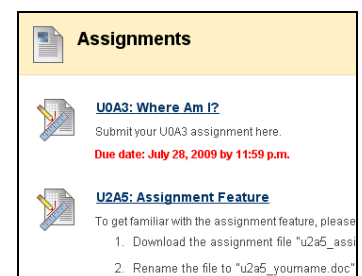 Assignments
U0A3: Where Am I?
Submit your U0A3 assignment here.
Due date: July 28, 2009 by 11:59 p.m.
U2A5: Assignment Feature
To get familiar with the assignment feature, please
1. Download the assignment file "u2a5_assi
2. Rename the file to "u2a5_yourname.doc"